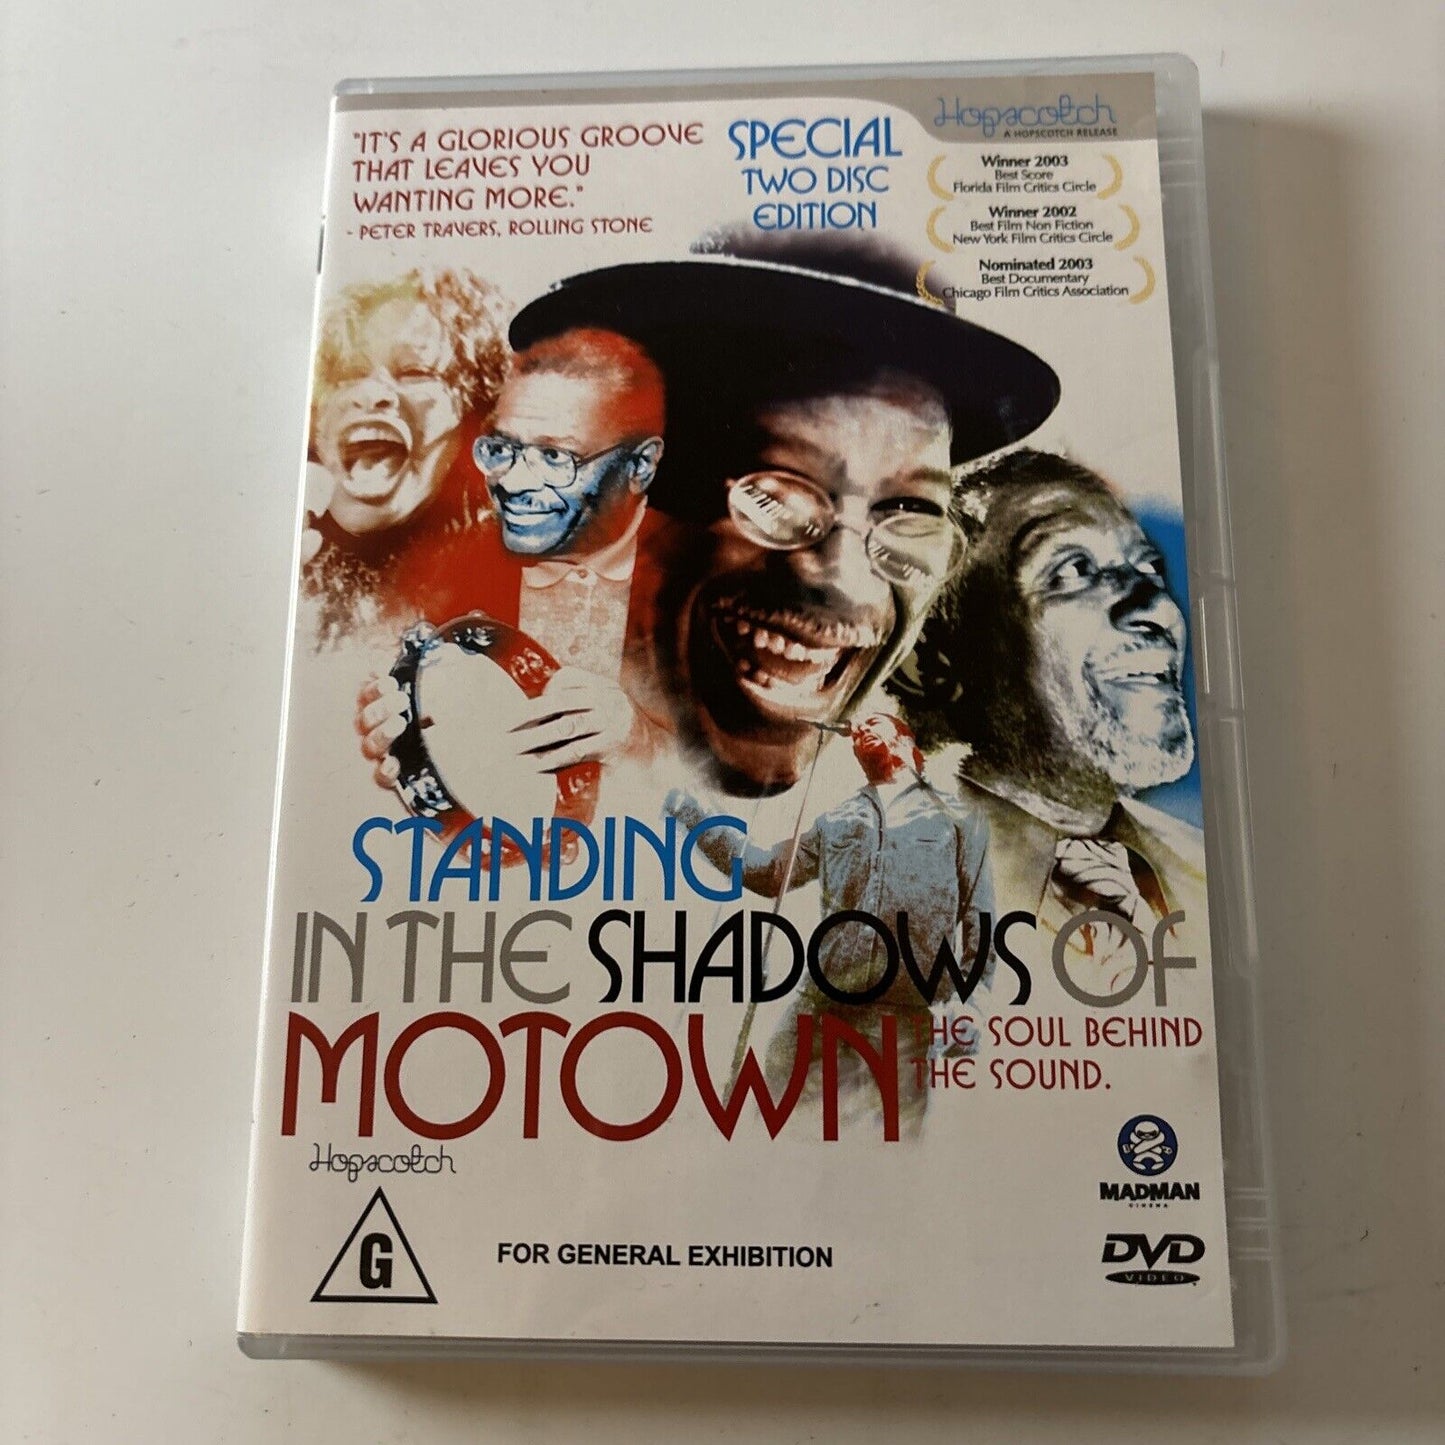 "IT'S A GLORIOUS GROOVE
THAT LEAVES YOU
WANTING MORE."
- PETER TRAVERS, ROLLING STONE
SPECIAL
TWO DISC
EDITION
Hopscotch
A HOPSCOTCH RELEASE
Winner 2003
Best Score
Florida Film Critics Circle
Winner 2002
Best Film Non Fiction
New York Film Critics Circle
Nominated 2003
Best Documentary
Chicago Film Critics Association
STANDING
IN THE SHADOWS OF
MOTOWN
THE SOUL BEHIND
THE SOUND.
Hopscotch
G
FOR GENERAL EXHIBITION
MADMAN
CINEMA
DVD
VIDEO